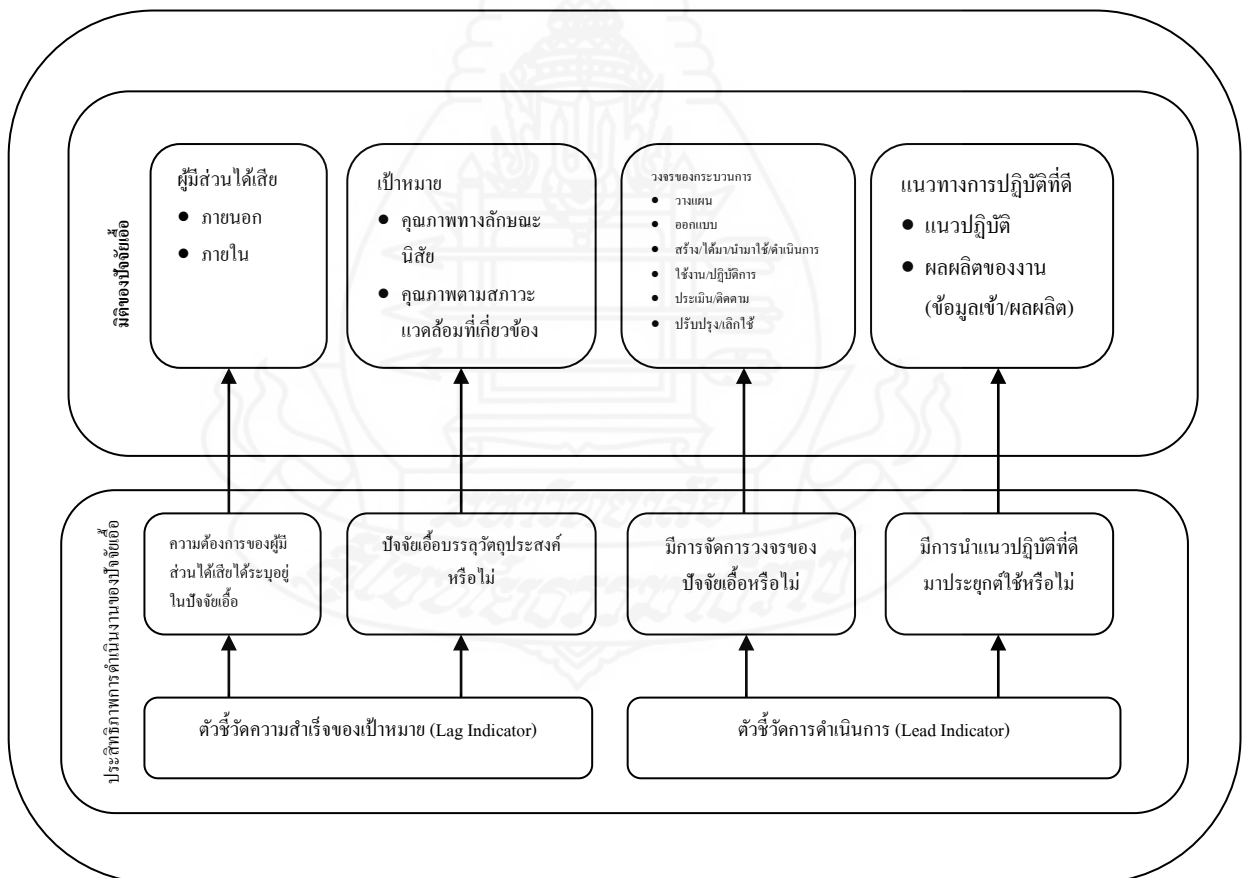 มิติของปัจจัยเอื้อ
ผู้มีส่วนได้เสีย
● ภายนอก
● ภายใน
เป้าหมาย
● คุณภาพทางลักษณะ
นิสัย
● คุณภาพตามสภาวะ
แวดล้อมที่เกี่ยวข้อง
วงจรของกระบวนการ
● วางแผน
● ออกแบบ
● สร้าง/ได้มา/นำมาใช้/ดำเนินการ
● ใช้งาน/ปฏิบัติการ
● ประเมิน/ติดตาม
● ปรับปรุง/เลิกใช้
แนวทางการปฏิบัติที่ดี
● แนวปฏิบัติ
● ผลผลิตของงาน
(ข้อมูลเข้า/ผลผลิต)
ประสิทธิภาพการดำเนินงานของปัจจัยเอื้อ
ความต้องการของผู้มี
ส่วนได้เสียได้ระบุอยู่
ในปัจจัยเอื้อ
ปัจจัยเอื้อบรรลุวัตถุประสงค์
หรือไม่
มีการจัดการวงจรของ
ปัจจัยเอื้อหรือไม่
มีการนำแนวปฏิบัติที่ดี
มาประยุกต์ใช้หรือไม่
ตัวชี้วัดความสำเร็จของเป้าหมาย (Lag Indicator)
ตัวชี้วัดการดำเนินการ (Lead Indicator)